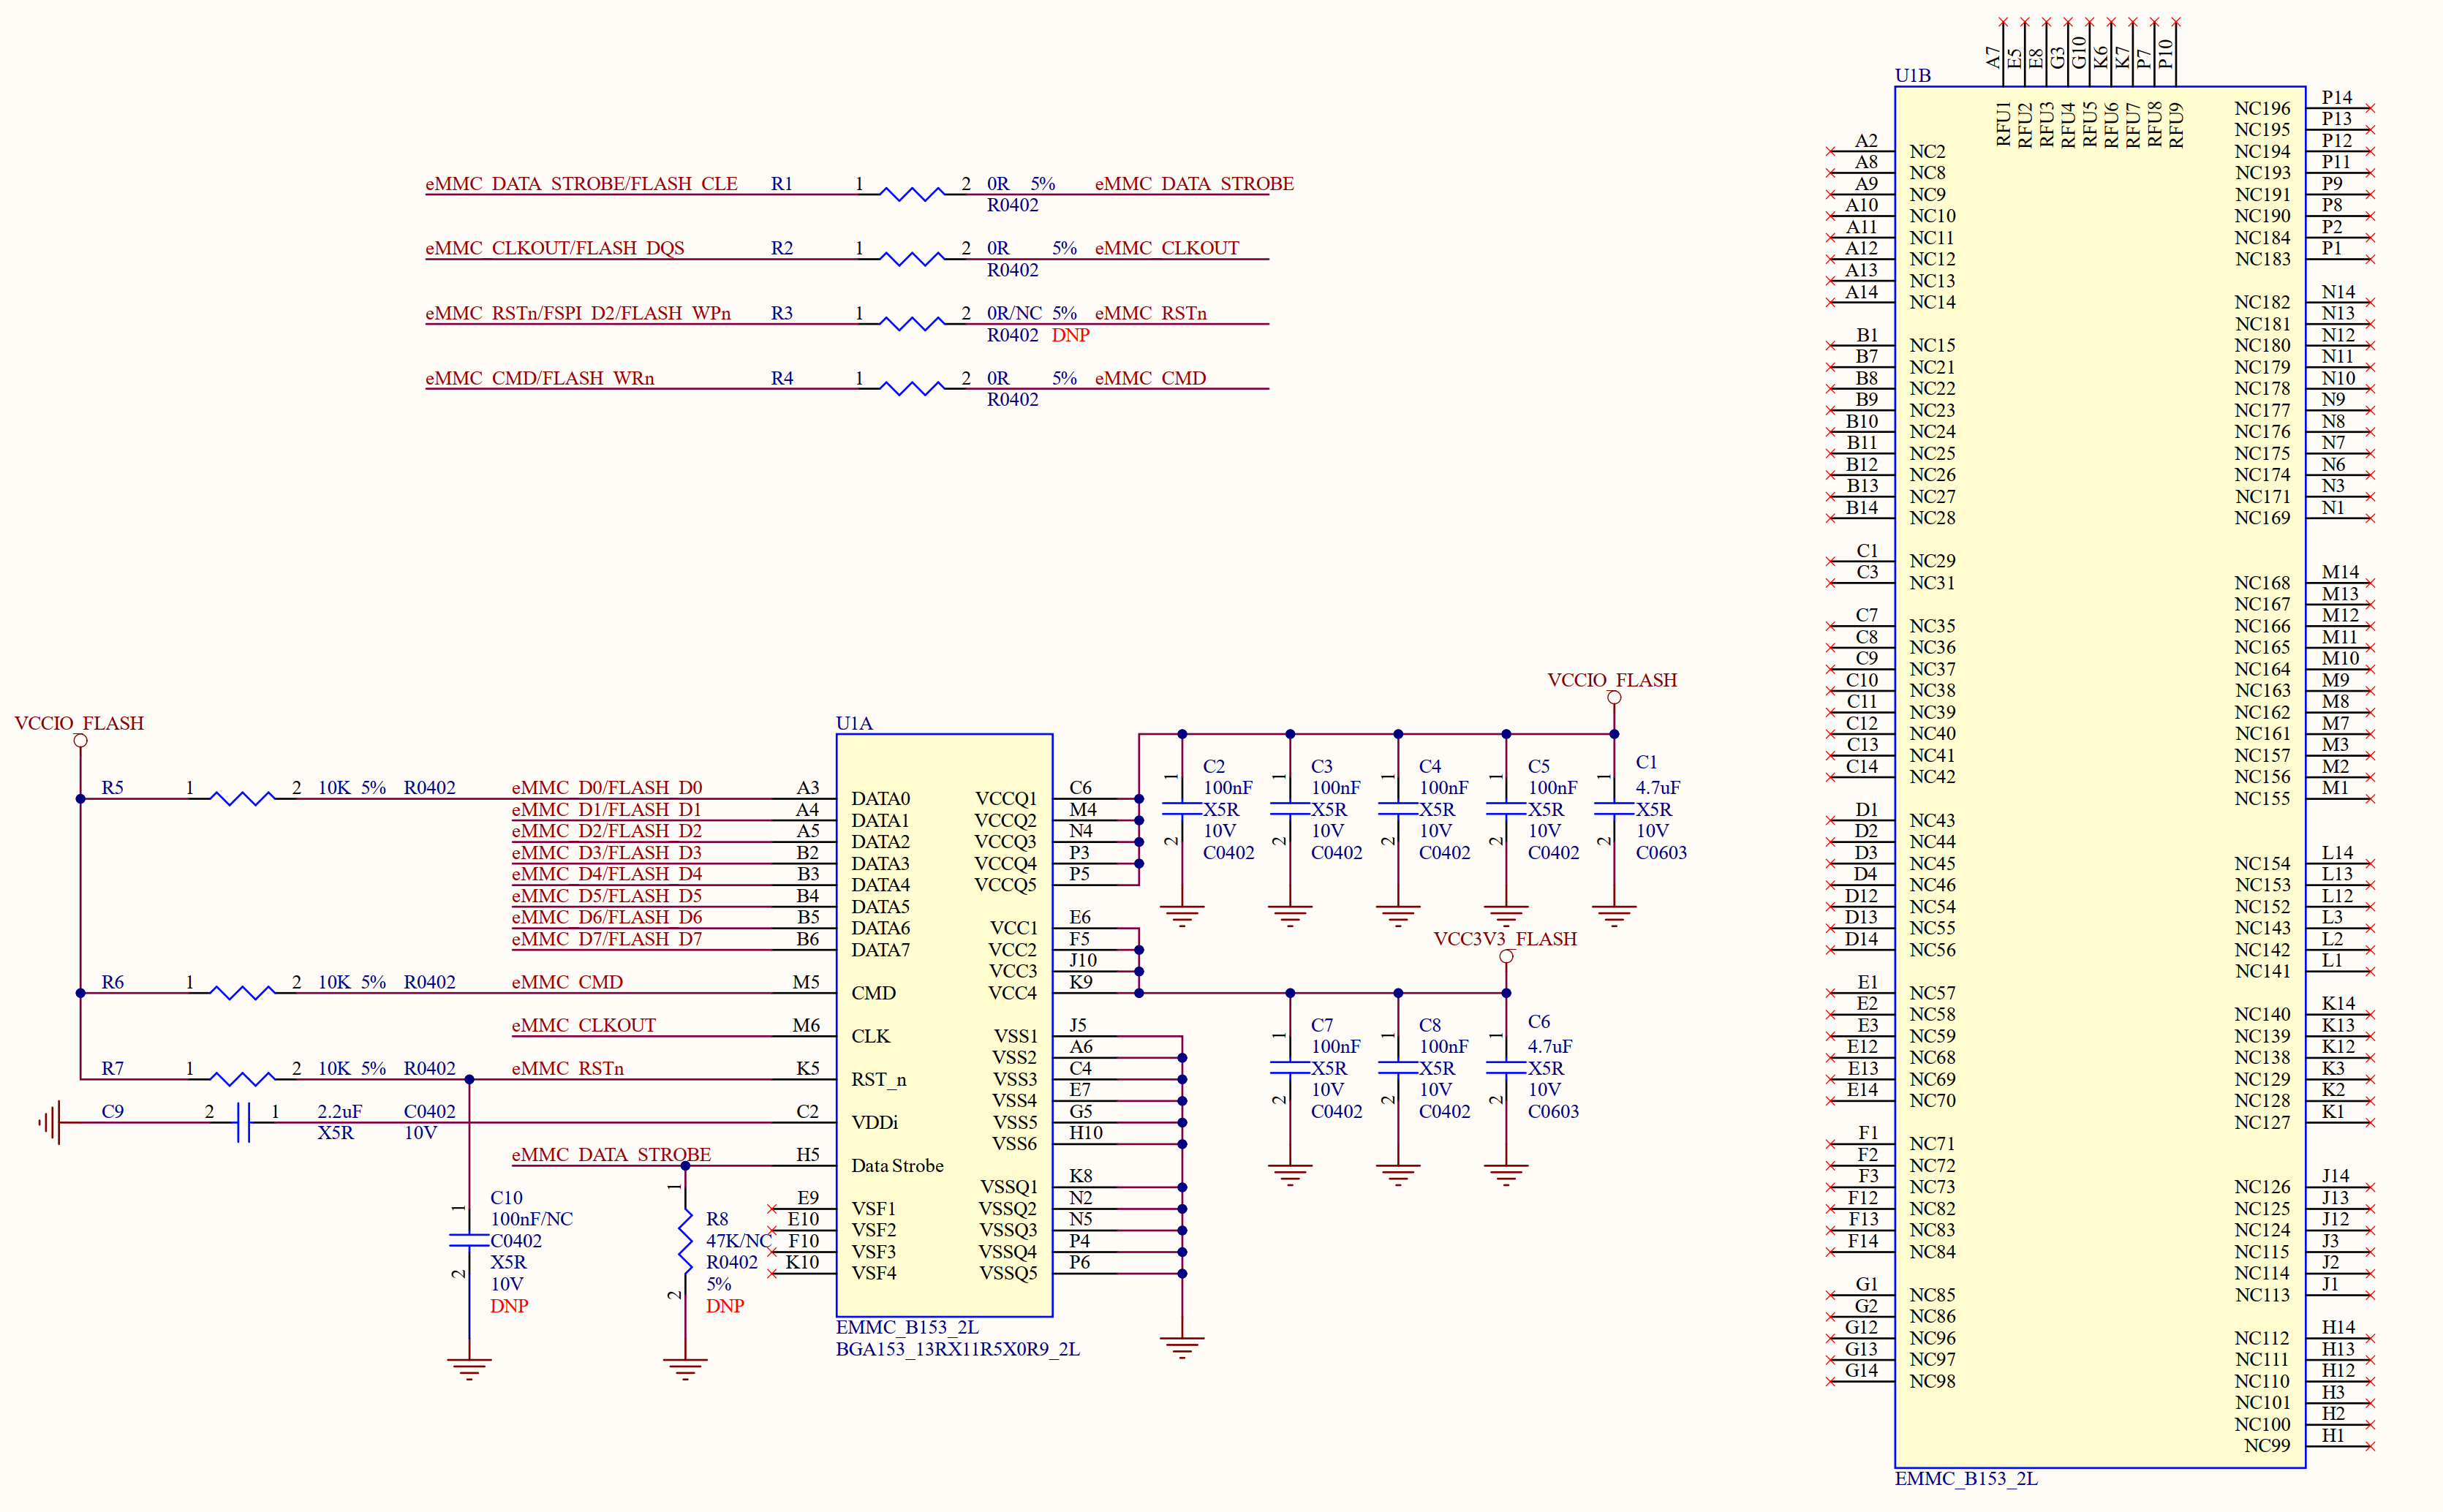 eMMC_DATA_STROBE/FLASH_CLE R1 1 2 0R 5% eMMC_DATA_STROBE
R0402
eMMC_CLKOUT/FLASH_DQS R2 1 2 0R 5% eMMC_CLKOUT
R0402
eMMC_RSTn/FSPI_D2/FLASH_WPn R3 1 2 0R/NC 5% eMMC_RSTn
R0402 DNP
eMMC_CMD/FLASH_WRn R4 1 2 0R 5% eMMC_CMD
R0402
VCCIO_FLASH
R5 1 2 10K 5% R0402 eMMC_D0/FLASH_D0 A3 DATA0
eMMC_D1/FLASH_D1 A4 DATA1
eMMC_D2/FLASH_D2 A5 DATA2
eMMC_D3/FLASH_D3 B2 DATA3
eMMC_D4/FLASH_D4 B3 DATA4
eMMC_D5/FLASH_D5 B4 DATA5
eMMC_D6/FLASH_D6 B5 DATA6
eMMC_D7/FLASH_D7 B6 DATA7
R6 1 2 10K 5% R0402 eMMC_CMD M5 CMD
eMMC_CLKOUT M6 CLK
R7 1 2 10K 5% R0402 eMMC_RSTn K5 RST_n
C9 2 1 2.2uF C0402 C2 VDDi
X5R 10V
eMMC_DATA_STROBE H5 Data Strobe
1
C10
100nF/NC
C0402
X5R
10V
DNP
2
1
R8
47K/NC
R0402
5%
DNP
2
E9 VSF1
E10 VSF2
F10 VSF3
K10 VSF4
U1A
VCCQ1 C6
VCCQ2 M4
VCCQ3 N4
VCCQ4 P3
VCCQ5 P5
VCC1 E6
VCC2 F5
VCC3 J10
VCC4 K9
VSS1 J5
VSS2 A6
VSS3 C4
VSS4 E7
VSS5 G5
VSS6 H10
VSSQ1 K8
VSSQ2 N2
VSSQ3 N5
VSSQ4 P4
VSSQ5 P6
EMMC_B153_2L
BGA153_13RX11R5X0R9_2L
VCCIO_FLASH
1
C2
100nF
X5R
10V
C0402
2
1
C3
100nF
X5R
10V
C0402
2
1
C4
100nF
X5R
10V
C0402
2
1
C5
100nF
X5R
10V
C0402
2
1
C1
4.7uF
X5R
10V
C0603
2
VCC3V3_FLASH
1
C7
100nF
X5R
10V
C0402
2
1
C8
100nF
X5R
10V
C0402
2
1
C6
4.7uF
X5R
10V
C0603
2
U1B
A7 RFU1
E5 RFU2
E8 RFU3
G3 RFU4
G10 RFU5
K6 RFU6
K7 RFU7
P7 RFU8
P10 RFU9
A2 NC2
A8 NC8
A9 NC9
A10 NC10
A11 NC11
A12 NC12
A13 NC13
A14 NC14
B1 NC15
B7 NC21
B8 NC22
B9 NC23
B10 NC24
B11 NC25
B12 NC26
B13 NC27
B14 NC28
C1 NC29
C3 NC31
C7 NC35
C8 NC36
C9 NC37
C10 NC38
C11 NC39
C12 NC40
C13 NC41
C14 NC42
D1 NC43
D2 NC44
D3 NC45
D4 NC46
D12 NC54
D13 NC55
D14 NC56
E1 NC57
E2 NC58
E3 NC59
E12 NC68
E13 NC69
E14 NC70
F1 NC71
F2 NC72
F3 NC73
F12 NC82
F13 NC83
F14 NC84
G1 NC85
G2 NC86
G12 NC96
G13 NC97
G14 NC98
NC196 P14
NC195 P13
NC194 P12
NC193 P11
NC191 P9
NC190 P8
NC184 P2
NC183 P1
NC182 N14
NC181 N13
NC180 N12
NC179 N11
NC178 N10
NC177 N9
NC176 N8
NC175 N7
NC174 N6
NC171 N3
NC169 N1
NC168 M14
NC167 M13
NC166 M12
NC165 M11
NC164 M10
NC163 M9
NC162 M8
NC161 M7
NC157 M3
NC156 M2
NC155 M1
NC154 L14
NC153 L13
NC152 L12
NC143 L3
NC142 L2
NC141 L1
NC140 K14
NC139 K13
NC138 K12
NC129 K3
NC128 K2
NC127 K1
NC126 J14
NC125 J13
NC124 J12
NC115 J3
NC114 J2
NC113 J1
NC112 H14
NC111 H13
NC110 H12
NC101 H3
NC100 H2
NC99 H1
EMMC_B153_2L